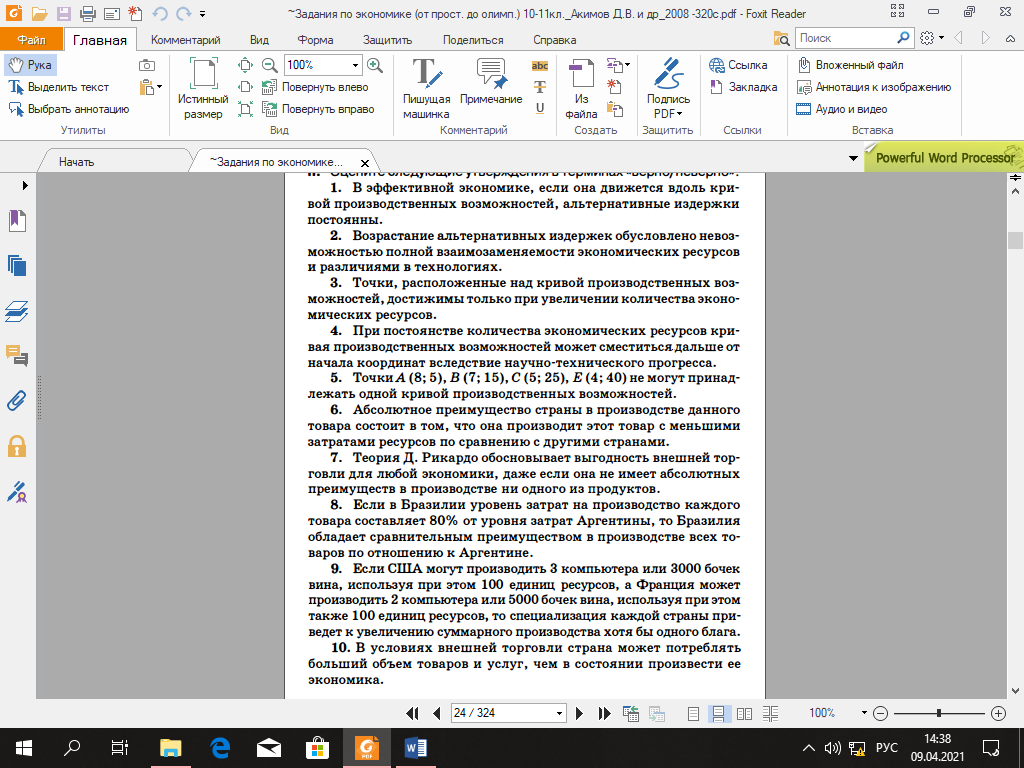 ~Задания по экономике (от прост. до олимп.) 10-11кл._Акимов Д.В. и др_2008 -320с.pdf - Foxit Reader
Файл Главная Комментарий Вид Форма Защитить Поделиться Справка Поиск
Рука
Выделить текст
Выбрать аннотацию
Утилиты
Истинный размер
100%
Повернуть влево
Повернуть вправо
Вид
Пишущая машинка
Примечание
Комментарий
Из файла
Создать
Подпись PDF
Защитить
Ссылка
Закладка
Ссылки
Вложенный файл
Аннотация к изображению
Аудио и видео
Вставка
Начать
~Задания по экономике...
Powerful Word Processor
II. Оцените следующие утверждения в терминах «верно/неверно»:
1. В эффективной экономике, если она движется вдоль кри-
вой производственных возможностей, альтернативные издержки
постоянны.
2. Возрастание альтернативных издержек обусловлено невоз-
можностью полной взаимозаменяемости экономических ресурсов
и различиями в технологиях.
3. Точки, расположенные над кривой производственных воз-
можностей, достижимы только при увеличении количества эконо-
мических ресурсов.
4. При постоянстве количества экономических ресурсов кри-
вая производственных возможностей может сместиться дальше от
начала координат вследствие научно-технического прогресса.
5. Точки A (8; 5), B (7; 15), C (5; 25), E (4; 40) не могут принад-
лежать одной кривой производственных возможностей.
6. Абсолютное преимущество страны в производстве данного
товара состоит в том, что она производит этот товар с меньшими
затратами ресурсов по сравнению с другими странами.
7. Теория Д. Рикардо обосновывает выгодность внешней тор-
говли для любой экономики, даже если она не имеет абсолютных
преимуществ в производстве ни одного из продуктов.
8. Если в Бразилии уровень затрат на производство каждого
товара составляет 80% от уровня затрат Аргентины, то Бразилия
обладает сравнительным преимуществом в производстве всех то-
варов по отношению к Аргентине.
9. Если США могут производить 3 компьютера или 3000 бочек
вина, используя при этом 100 единиц ресурсов, а Франция может
производить 2 компьютера или 5000 бочек вина, используя при этом
также 100 единиц ресурсов, то специализация каждой страны при-
ведет к увеличению суммарного производства хотя бы одного блага.
10. В условиях внешней торговли страна может потреблять
больший объем товаров и услуг, чем в состоянии произвести ее
экономика.
24 / 324
100%
РУС
14:38
09.04.2021